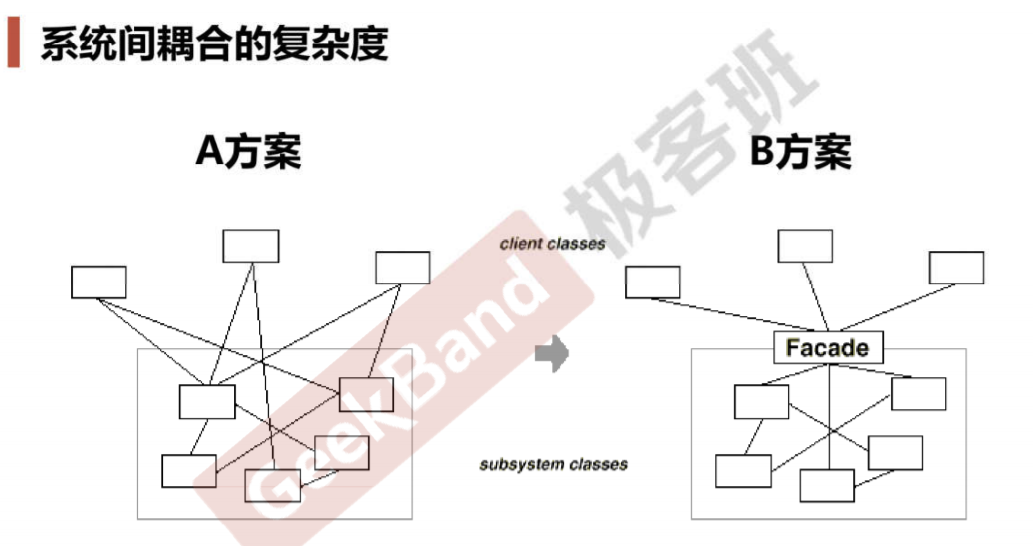 系统间耦合的复杂度
A方案
B方案
client classes
Facade
subsystem classes
GeekBand 极客班